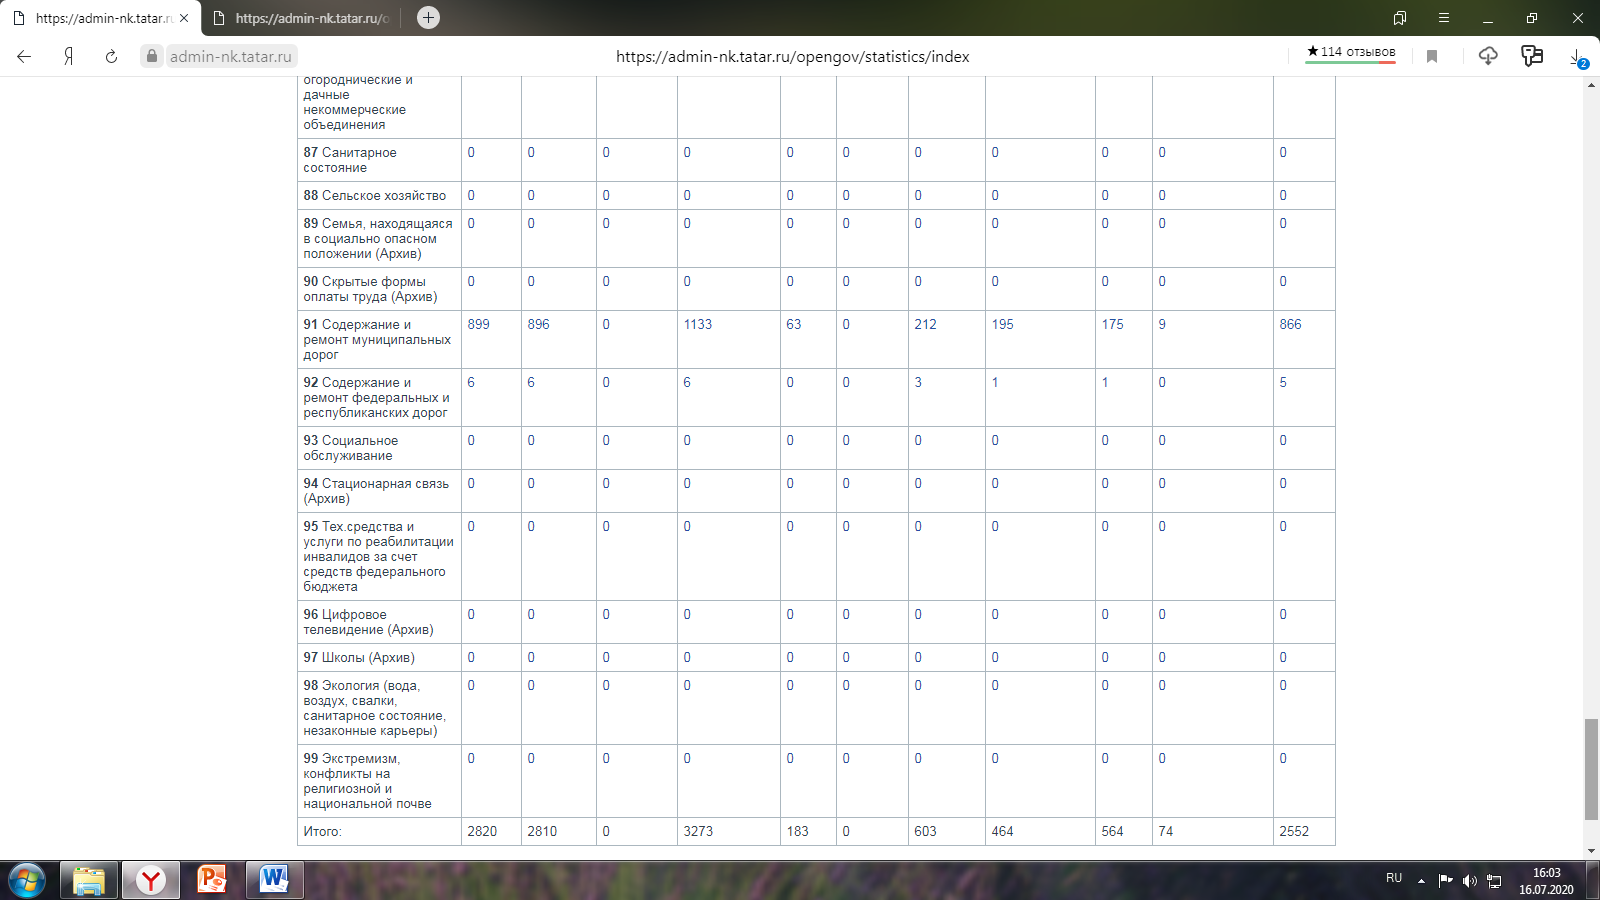 https://admin-nk.tatar.ru
https://admin-nk.tatar.ru/o
Я admin-nk.tatar.ru https://admin-nk.tatar.ru/opengov/statistics/index ★114 отзывов 2
огороднические и
дачные
некоммерческие
объединения
87 Санитарное 0 0 0 0 0 0 0 0 0 0 0
состояние
88 Сельское хозяйство 0 0 0 0 0 0 0 0 0 0 0
89 Семья, находящаяся 0 0 0 0 0 0 0 0 0 0 0
в социально опасном
положении (Архив)
90 Скрытые формы 0 0 0 0 0 0 0 0 0 0 0
оплаты труда (Архив)
91 Содержание и 899 896 0 1133 63 0 212 195 175 9 866
ремонт муниципальных
дорог
92 Содержание и 6 6 0 6 0 0 3 1 1 0 5
ремонт федеральных и
республиканских дорог
93 Социальное 0 0 0 0 0 0 0 0 0 0 0
обслуживание
94 Стационарная связь 0 0 0 0 0 0 0 0 0 0 0
(Архив)
95 Тех.средства и 0 0 0 0 0 0 0 0 0 0 0
услуги по реабилитации
инвалидов за счет
средств федерального
бюджета
96 Цифровое 0 0 0 0 0 0 0 0 0 0 0
телевидение (Архив)
97 Школы (Архив) 0 0 0 0 0 0 0 0 0 0 0
98 Экология (вода, 0 0 0 0 0 0 0 0 0 0 0
воздух, свалки,
санитарное состояние,
незаконные карьеры)
99 Экстремизм, 0 0 0 0 0 0 0 0 0 0 0
конфликты на
религиозной и
национальной почве
Итого: 2820 2810 0 3273 183 0 603 464 564 74 2552
RU 16:03
16.07.2020